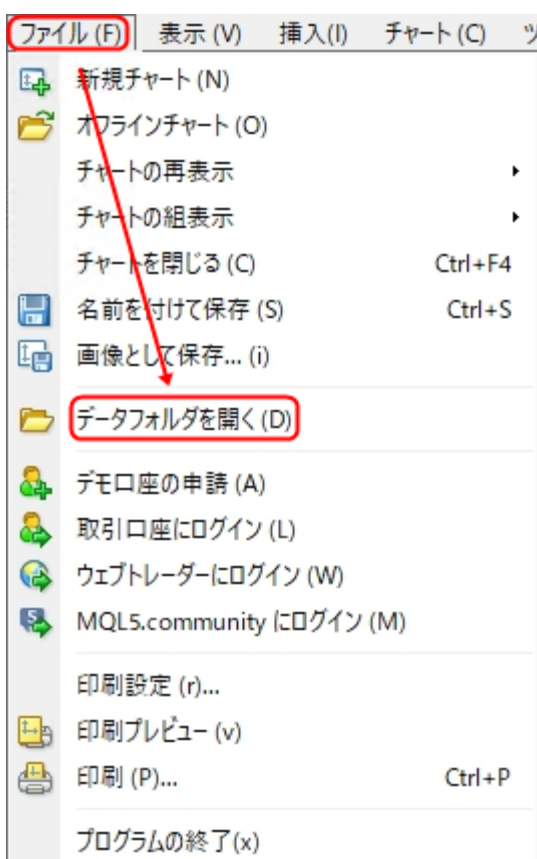 ファイル (F) 表示 (V) 挿入(I) チャート (C) ツ
新規チャート (N)
オフラインチャート (O)
チャートの再表示
チャートの組表示
チャートを閉じる (C) Ctrl+F4
名前を付けて保存 (S) Ctrl+S
画像として保存... (i)
データフォルダを開く (D)
デモ口座の申請 (A)
取引口座にログイン (L)
ウェブトレーダーにログイン (W)
MQL5.community にログイン (M)
印刷設定 (r)...
印刷プレビュー (v)
印刷 (P)... Ctrl+P
プログラムの終了(x)